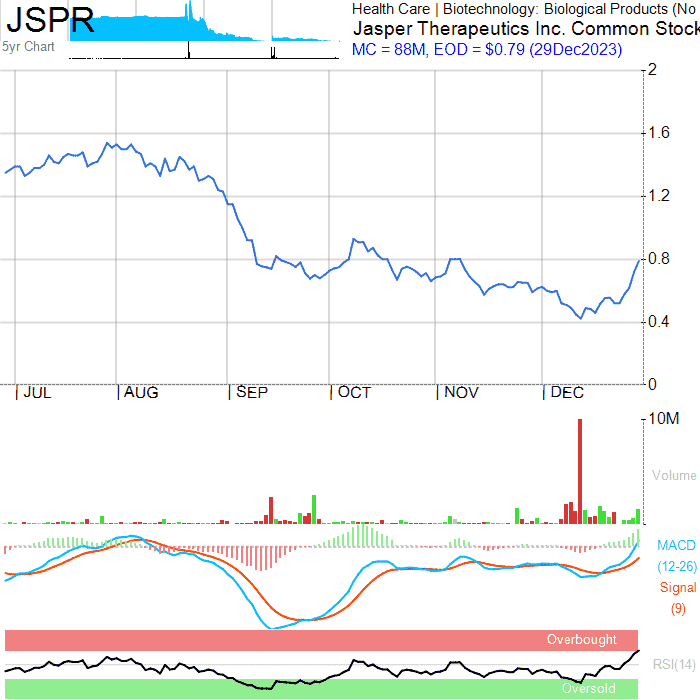 JSPR
5yr Chart
Health Care | Biotechnology: Biological Products (No
Jasper Therapeutics Inc. Common Stock
MC = 88M, EOD = $0.79 (29Dec2023)
2
1.6
1.2
0.8
0.4
0
JUL AUG SEP OCT NOV DEC
10M
Volume
MACD
(12-26)
Signal
(9)
Overbought
RSI(14)
Oversold